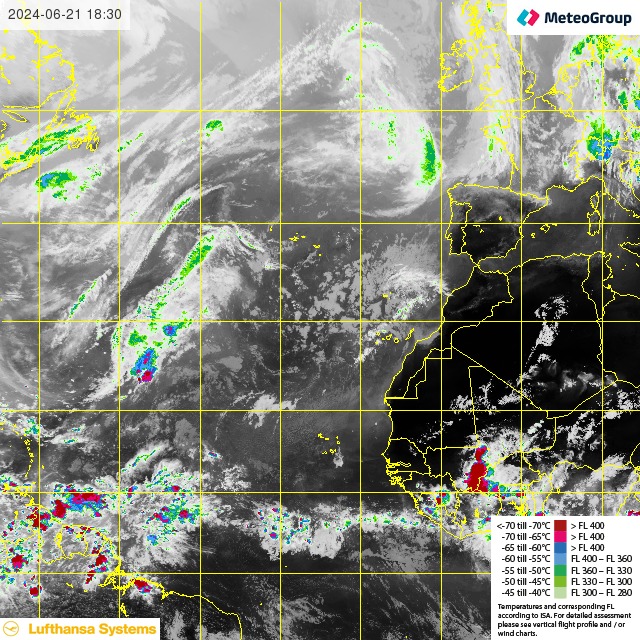 2024-06-21 18:30
MeteoGroup
<-70 till -70°C > FL 400
-70 till -65°C > FL 400
-65 till -60°C > FL 400
-60 till -55°C FL 400 – FL 360
-55 till -50°C FL 360 – FL 330
-50 till -45°C FL 330 – FL 300
-45 till -40°C FL 300 – FL 280
Temperatures and corresponding FL
according to ISA. For detailed assessment
please see vertical flight profile and / or
wind charts.
Lufthansa Systems